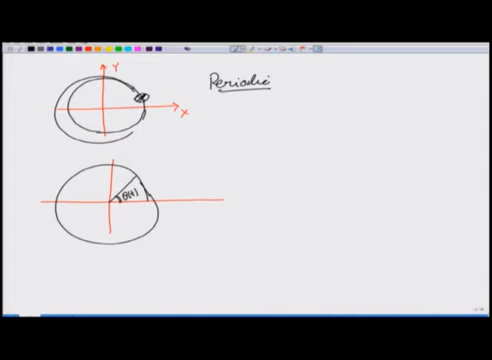 Y
Periodic
X
θ(t)